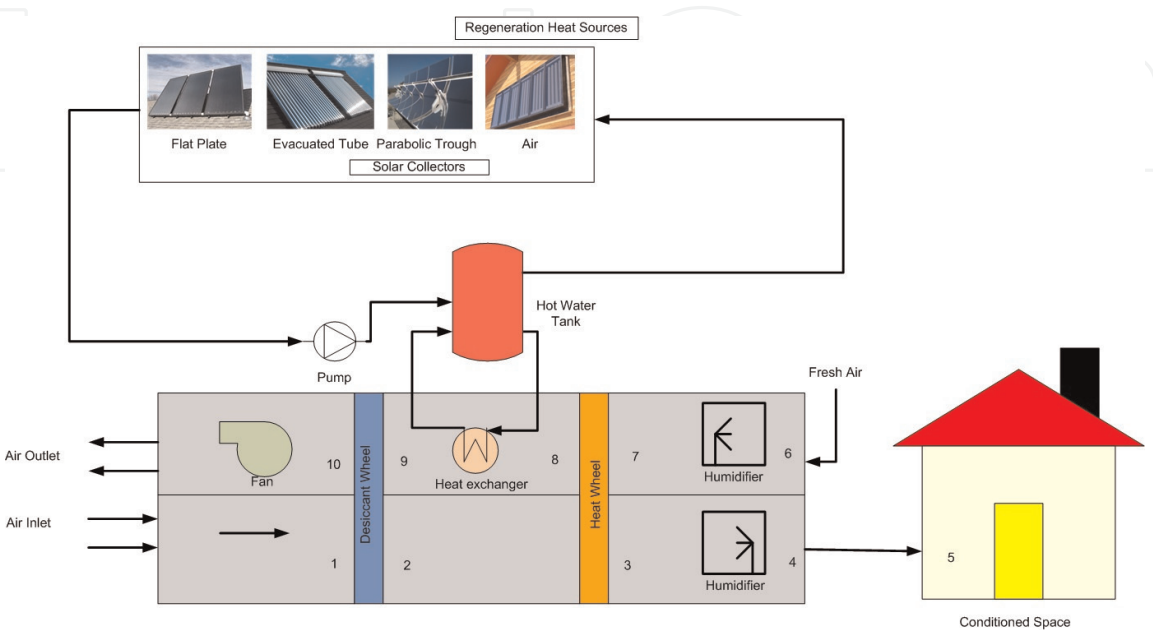 Regeneration Heat Sources
Flat Plate
Evacuated Tube
Parabolic Trough
Air
Solar Collectors
Hot Water
Tank
Pump
Fresh Air
Air Outlet
Fan
10
Desiccant Wheel
9
Heat exchanger
8
Heat Wheel
7
Humidifier
6
Air Inlet
1
2
3
Humidifier
4
5
Conditioned Space